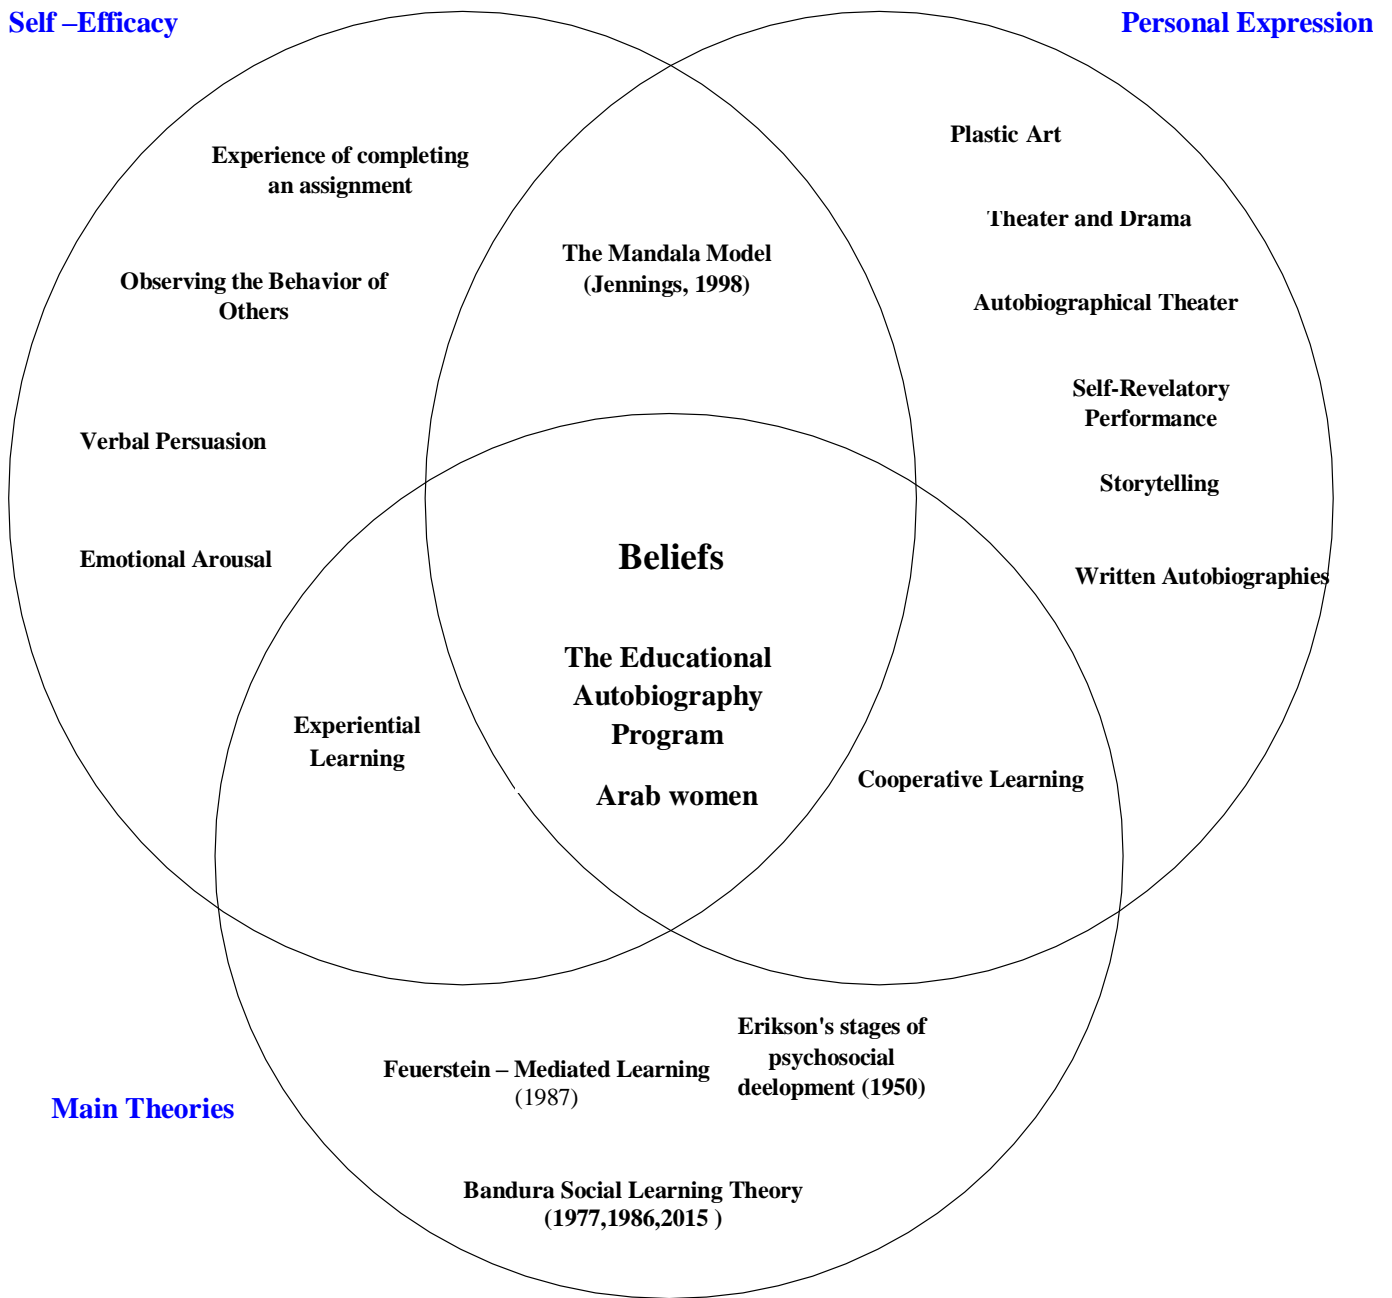 Self –Efficacy
Personal Expression
Experience of completing
an assignment
Observing the Behavior of
Others
Verbal Persuasion
Emotional Arousal
The Mandala Model
(Jennings, 1998)
Plastic Art
Theater and Drama
Autobiographical Theater
Self-Revelatory
Performance
Storytelling
Written Autobiographies
Beliefs
The Educational
Autobiography
Program
Arab women
Experiential
Learning
Cooperative Learning
Main Theories
Feuerstein – Mediated Learning
(1987)
Erikson's stages of
psychosocial
deelopment (1950)
Bandura Social Learning Theory
(1977,1986,2015 )